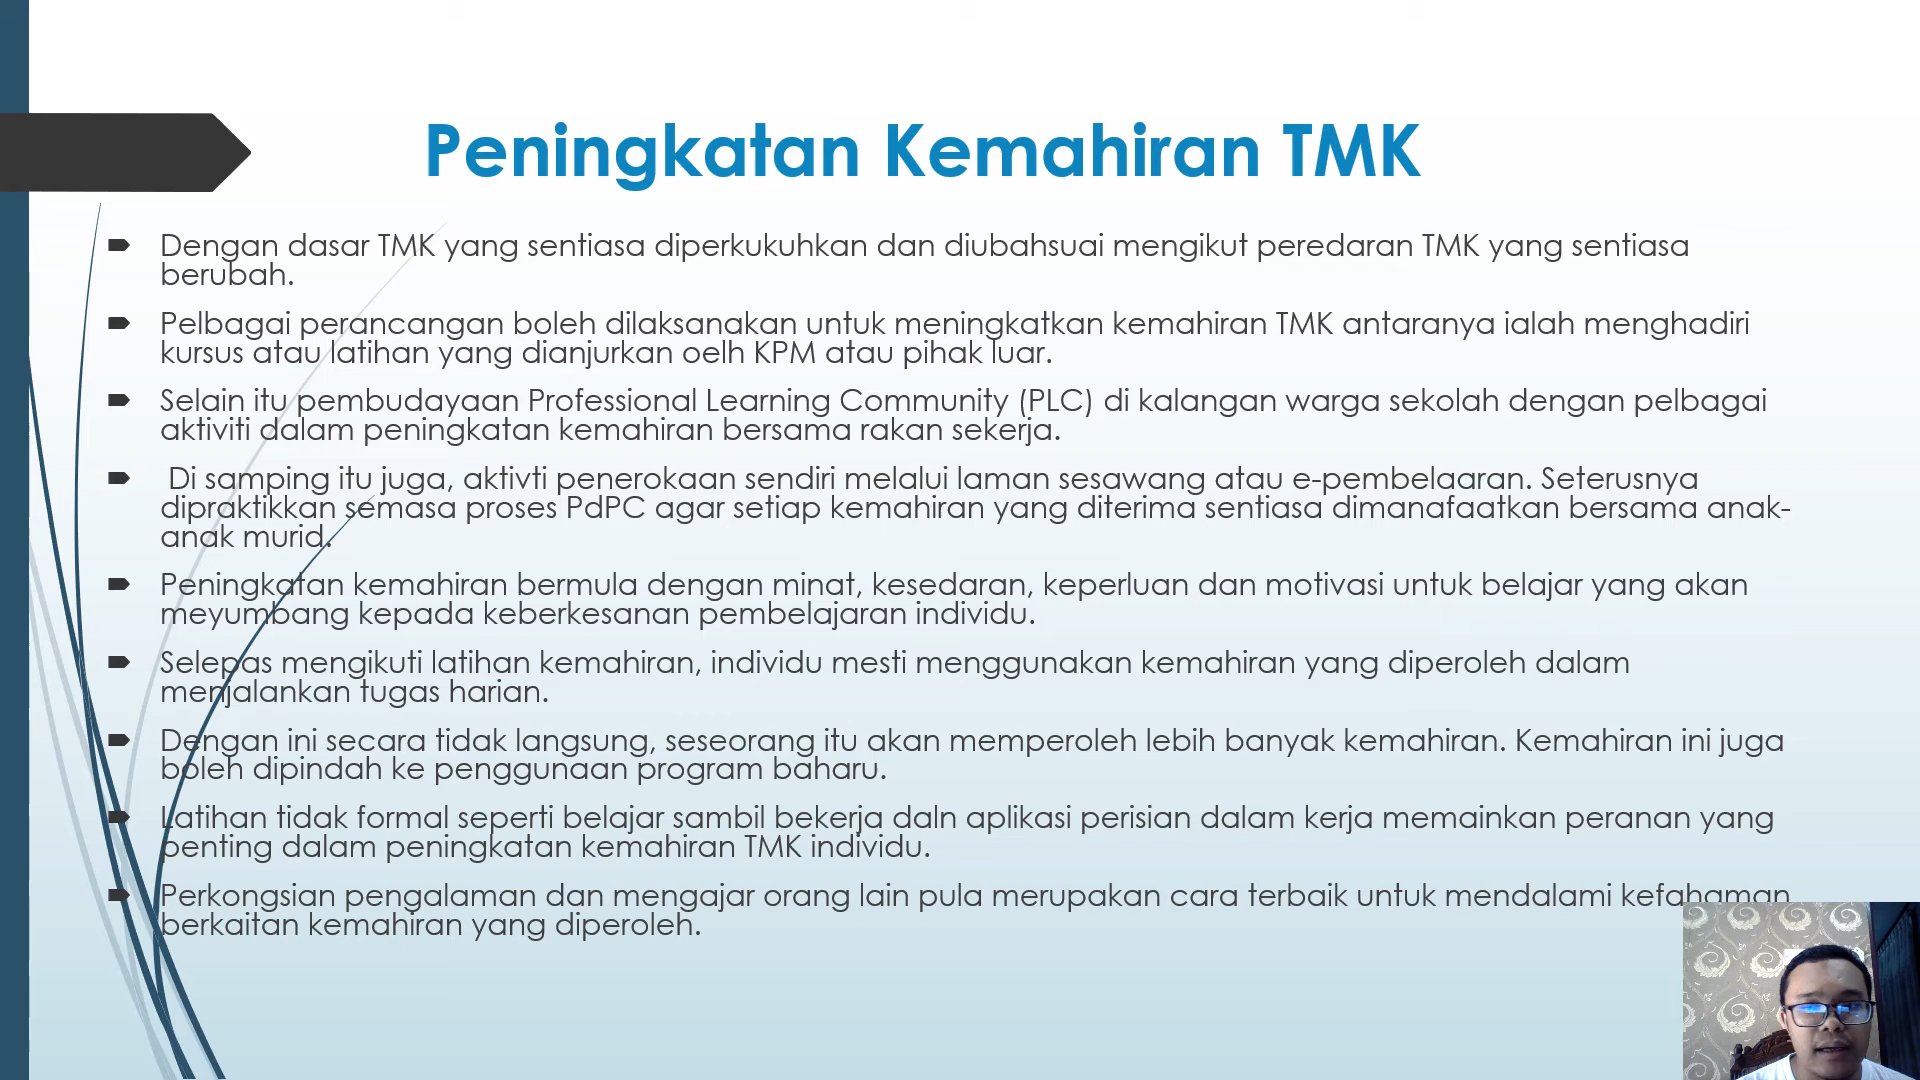 Peningkatan Kemahiran TMK
Dengan dasar TMK yang sentiasa diperkukuhkan dan diubahsuai mengikut peredaran TMK yang sentiasa
berubah.
Pelbagai perancangan boleh dilaksanakan untuk meningkatkan kemahiran TMK antaranya ialah menghadiri
kursus atau latihan yang dianjurkan oelh KPM atau pihak luar.
Selain itu pembudayaan Professional Learning Community (PLC) di kalangan warga sekolah dengan pelbagai
aktiviti dalam peningkatan kemahiran bersama rakan sekerja.
Di samping itu juga, aktivti penerokaan sendiri melalui laman sesawang atau e-pembelaaran. Seterusnya
dipraktikkan semasa proses PdPC agar setiap kemahiran yang diterima sentiasa dimanafaatkan bersama anak-
anak murid.
Peningkatan kemahiran bermula dengan minat, kesedaran, keperluan dan motivasi untuk belajar yang akan
meyumbang kepada keberkesanan pembelajaran individu.
Selepas mengikuti latihan kemahiran, individu mesti menggunakan kemahiran yang diperoleh dalam
menjalankan tugas harian.
Dengan ini secara tidak langsung, seseorang itu akan memperoleh lebih banyak kemahiran. Kemahiran ini juga
boleh dipindah ke penggunaan program baharu.
Latihan tidak formal seperti belajar sambil bekerja daln aplikasi perisian dalam kerja memainkan peranan yang
penting dalam peningkatan kemahiran TMK individu.
Perkongsian pengalaman dan mengajar orang lain pula merupakan cara terbaik untuk mendalami kefahaman
berkaitan kemahiran yang diperoleh.